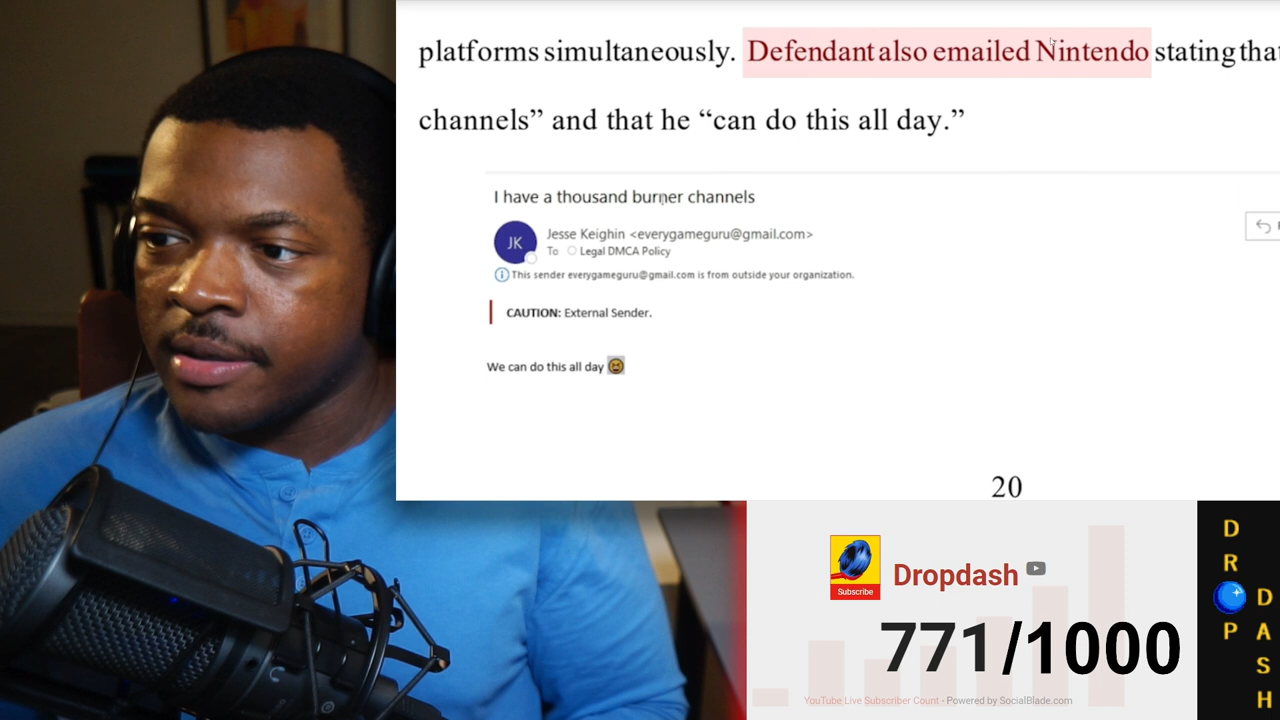 platforms simultaneously. Defendant also emailed Nintendo stating that
channels” and that he “can do this all day.”
I have a thousand burner channels
JK
Jesse Keighin <everygameguru@gmail.com>
To Legal DMCA Policy
This sender everygameguru@gmail.com is from outside your organization.
CAUTION: External Sender.
We can do this all day
20
Subscribe
Dropdash
771/1000
YouTube Live Subscriber Count - Powered by SocialBlade.com
DROP
DASH